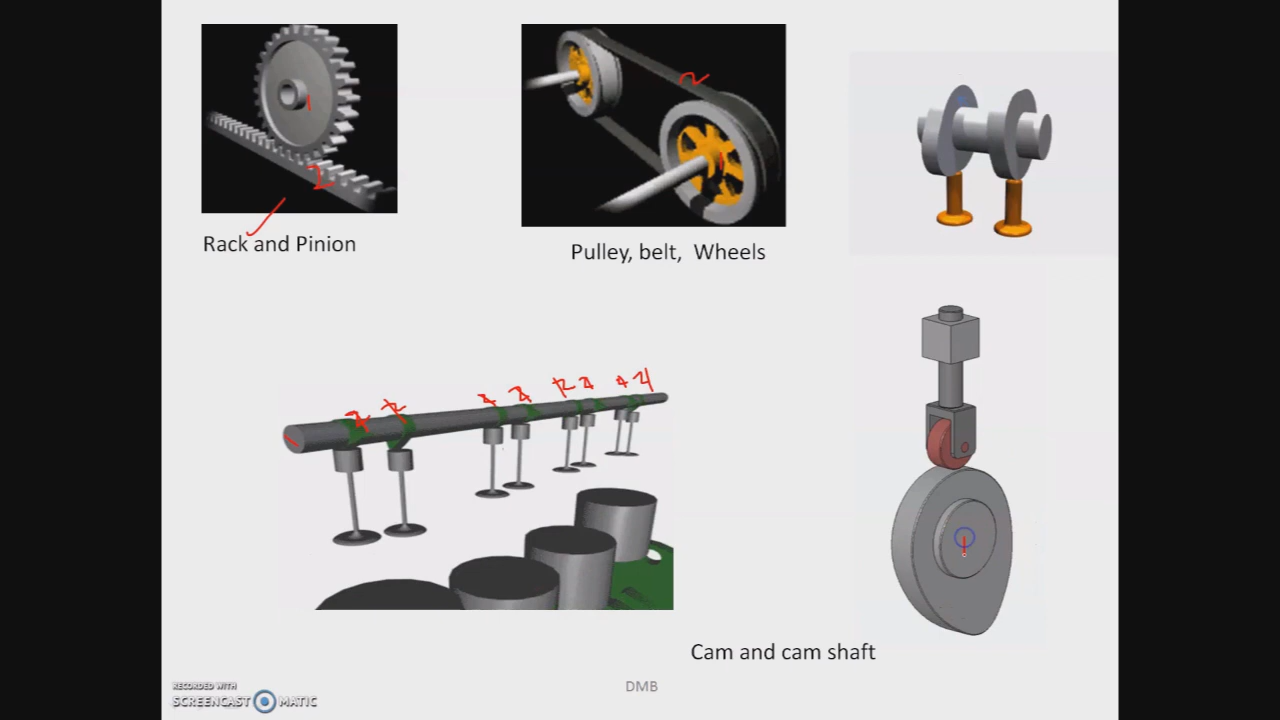 Rack and Pinion
Pulley, belt,  Wheels
Cam and cam shaft
DMB
RECORDED WITH
SCREENCAST MATIC